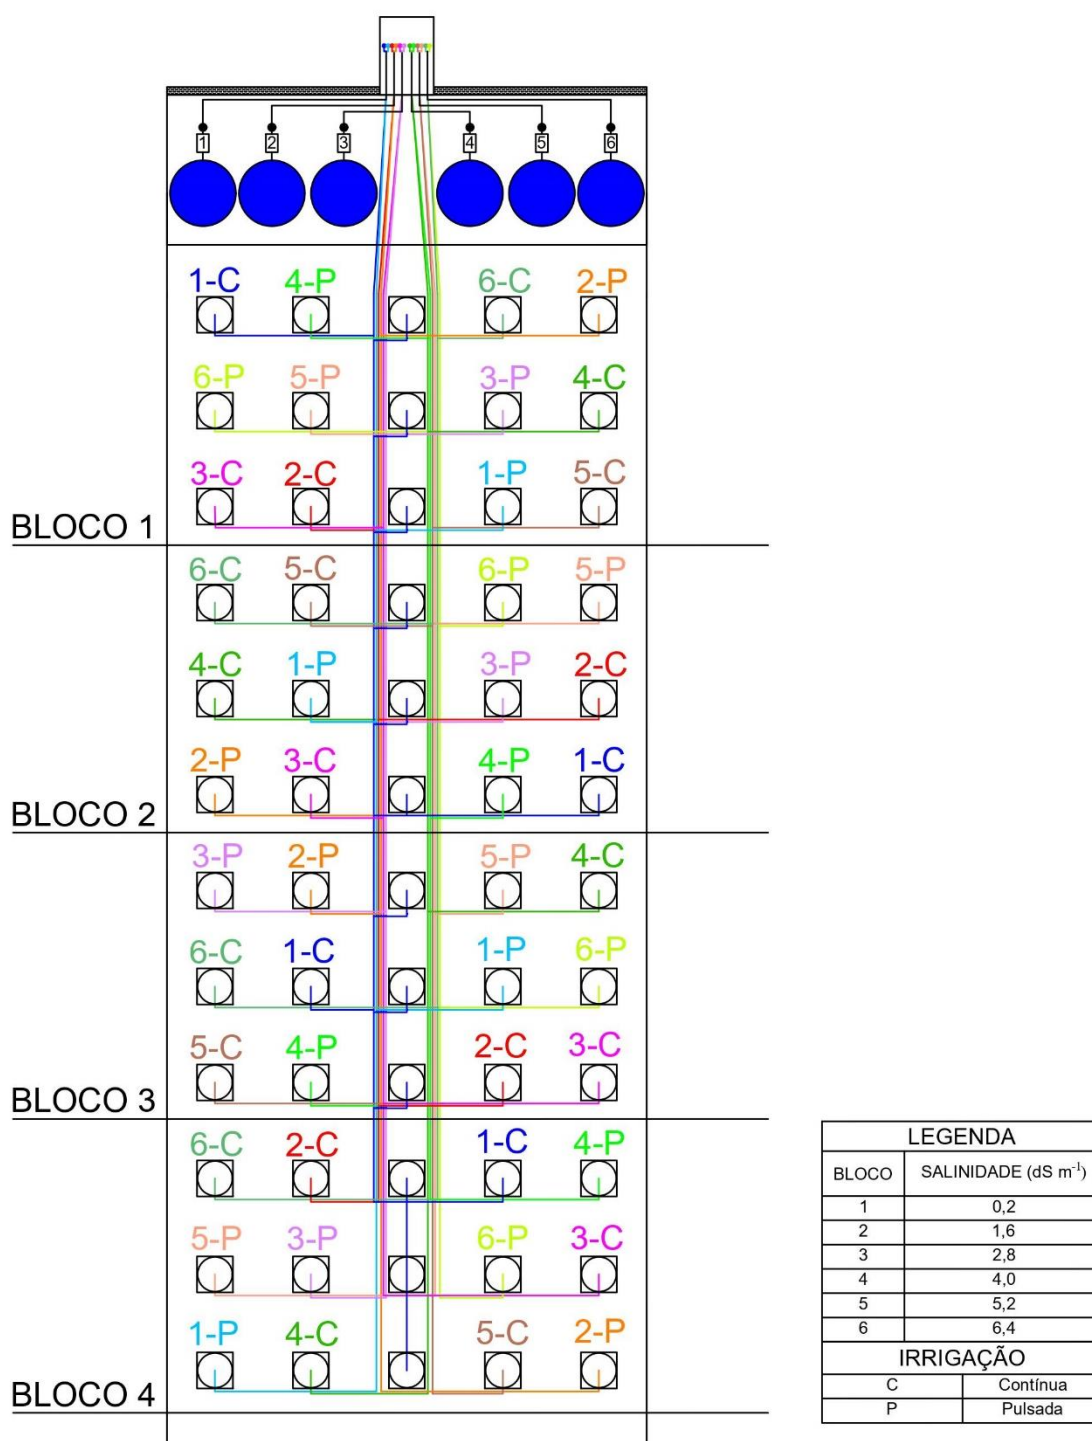 1 2 3 4 5 6
1-C 4-P 6-C 2-P
6-P 5-P 3-P 4-C
3-C 2-C 1-P 5-C
BLOCO 1
6-C 5-C 6-P 5-P
4-C 1-P 3-P 2-C
2-P 3-C 4-P 1-C
BLOCO 2
3-P 2-P 5-P 4-C
6-C 1-C 1-P 6-P
5-C 4-P 2-C 3-C
BLOCO 3
6-C 2-C 1-C 4-P
5-P 3-P 6-P 3-C
1-P 4-C 5-C 2-P
BLOCO 4
LEGENDA
BLOCO SALINIDADE (dS m⁻¹)
1 0,2
2 1,6
3 2,8
4 4,0
5 5,2
6 6,4
IRRIGAÇÃO
C Contínua
P Pulsada